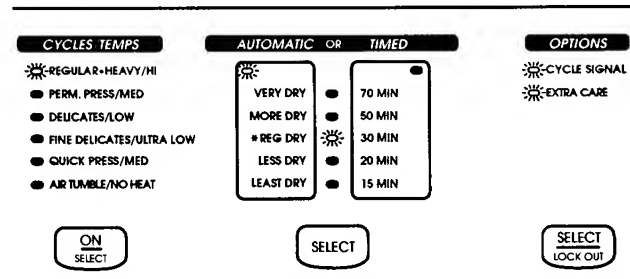 CYCLES TEMPS
REGULAR•HEAVY/HI
PERM. PRESS/MED
DELICATES/LOW
FINE DELICATES/ULTRA LOW
QUICK PRESS/MED
AIR TUMBLE/NO HEAT
ON
SELECT
AUTOMATIC OR TIMED
VERY DRY 70 MIN
MORE DRY 50 MIN
*REG DRY 30 MIN
LESS DRY 20 MIN
LEAST DRY 15 MIN
SELECT
OPTIONS
CYCLE SIGNAL
EXTRA CARE
SELECT
LOCK OUT